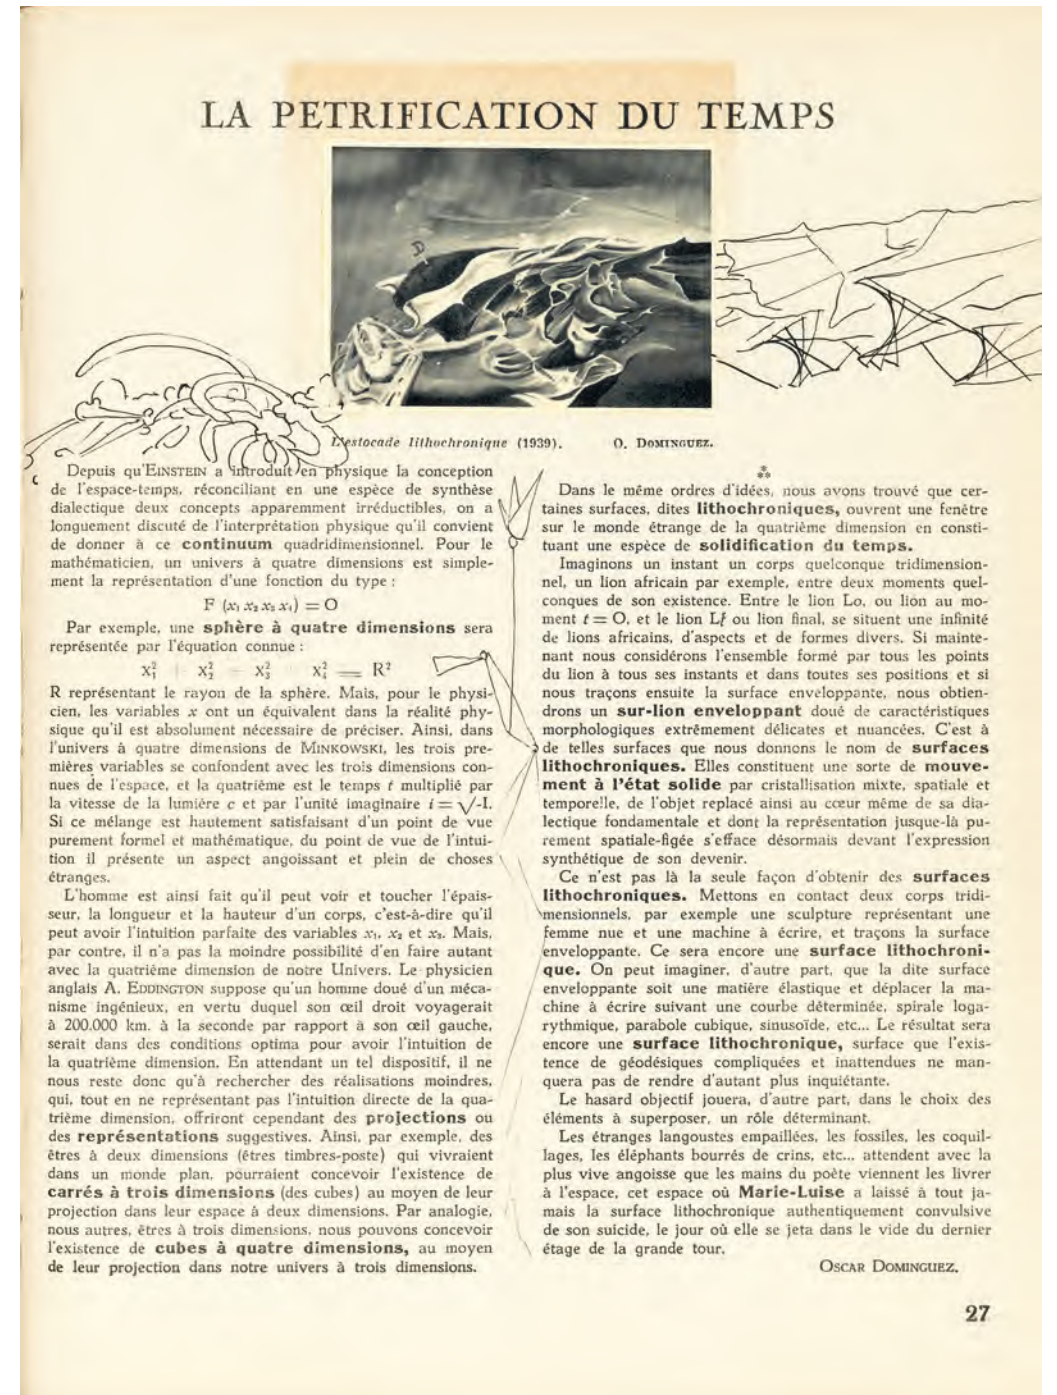 LA PETRIFICATION DU TEMPS
D
L'estocade lithochronique (1939). O. DOMINGUEZ.
Depuis qu'EINSTEIN a introduit en physique la conception
de l'espace-temps, réconciliant en une espèce de synthèse
dialectique deux concepts apparemment irréductibles, on a
longuement discuté de l'interprétation physique qu'il convient
de donner à ce continuum quadridimensionnel. Pour le
mathématicien, un univers à quatre dimensions est simple-
ment la représentation d'une fonction du type :
F (x₁ x₂ x₃ x₄) = O
Par exemple, une sphère à quatre dimensions sera
représentée par l'équation connue :
X₁² X₂² X₃² X₄² = R²
R représentant le rayon de la sphère. Mais, pour le physi-
cien, les variables x ont un équivalent dans la réalité phy-
sique qu'il est absolument nécessaire de préciser. Ainsi, dans
l'univers à quatre dimensions de MINKOWSKI, les trois pre-
mières variables se confondent avec les trois dimensions con-
nues de l'espace, et la quatrième est le temps t multiplié par
la vitesse de la lumière c et par l'unité imaginaire i = √-I.
Si ce mélange est hautement satisfaisant d'un point de vue
purement formel et mathématique, du point de vue de l'intui-
tion il présente un aspect angoissant et plein de choses
étranges.
L'homme est ainsi fait qu'il peut voir et toucher l'épais-
seur, la longueur et la hauteur d'un corps, c'est-à-dire qu'il
peut avoir l'intuition parfaite des variables x₁, x₂ et x₃. Mais,
par contre, il n'a pas la moindre possibilité d'en faire autant
avec la quatrième dimension de notre Univers. Le physicien
anglais A. EDDINGTON suppose qu'un homme doué d'un méca-
nisme ingénieux, en vertu duquel son œil droit voyagerait
à 200.000 km. à la seconde par rapport à son œil gauche,
serait dans des conditions optima pour avoir l'intuition de
la quatrième dimension. En attendant un tel dispositif, il ne
nous reste donc qu'à rechercher des réalisations moindres,
qui, tout en ne représentant pas l'intuition directe de la qua-
trième dimension, offriront cependant des projections ou
des représentations suggestives. Ainsi, par exemple, des
êtres à deux dimensions (êtres timbres-poste) qui vivraient
dans un monde plan, pourraient concevoir l'existence de
carrés à trois dimensions (des cubes) au moyen de leur
projection dans leur espace à deux dimensions. Par analogie,
nous autres, êtres à trois dimensions, nous pouvons concevoir
l'existence de cubes à quatre dimensions, au moyen
de leur projection dans notre univers à trois dimensions.
***
Dans le même ordres d'idées, nous avons trouvé que cer-
taines surfaces, dites lithochroniques, ouvrent une fenêtre
sur le monde étrange de la quatrième dimension en consti-
tuant une espèce de solidification du temps.
Imaginons un instant un corps quelconque tridimension-
nel, un lion africain par exemple, entre deux moments quel-
conques de son existence. Entre le lion Lo, ou lion au mo-
ment t = O, et le lion Lf ou lion final, se situent une infinité
de lions africains, d'aspects et de formes divers. Si mainte-
nant nous considérons l'ensemble formé par tous les points
du lion à tous ses instants et dans toutes ses positions et si
nous traçons ensuite la surface enveloppante, nous obtien-
drons un sur-lion enveloppant doué de caractéristiques
morphologiques extrêmement délicates et nuancées. C'est à
de telles surfaces que nous donnons le nom de surfaces
lithochroniques. Elles constituent une sorte de mouve-
ment à l'état solide par cristallisation mixte, spatiale et
temporelle, de l'objet replacé ainsi au cœur même de sa dia-
lectique fondamentale et dont la représentation jusque-là pu-
rement spatiale-figée s'efface désormais devant l'expression
synthétique de son devenir.
Ce n'est pas là la seule façon d'obtenir des surfaces
lithochroniques. Mettons en contact deux corps tridi-
mensionnels, par exemple une sculpture représentant une
femme nue et une machine à écrire, et traçons la surface
enveloppante. Ce sera encore une surface lithochroni-
que. On peut imaginer, d'autre part, que la dite surface
enveloppante soit une matière élastique et déplacer la ma-
chine à écrire suivant une courbe déterminée, spirale loga-
rythmique, parabole cubique, sinusoïde, etc... Le résultat sera
encore une surface lithochronique, surface que l'exis-
tence de géodésiques compliquées et inattendues ne man-
quera pas de rendre d'autant plus inquiétante.
Le hasard objectif jouera, d'autre part, dans le choix des
éléments à superposer, un rôle déterminant.
Les étranges langoustes empaillées, les fossiles, les coquil-
lages, les éléphants bourrés de crins, etc... attendent avec la
plus vive angoisse que les mains du poète viennent les livrer
à l'espace, cet espace où Marie-Luise a laissé à tout ja-
mais la surface lithochronique authentiquement convulsive
de son suicide, le jour où elle se jeta dans le vide du dernier
étage de la grande tour.
OSCAR DOMINGUEZ.
27